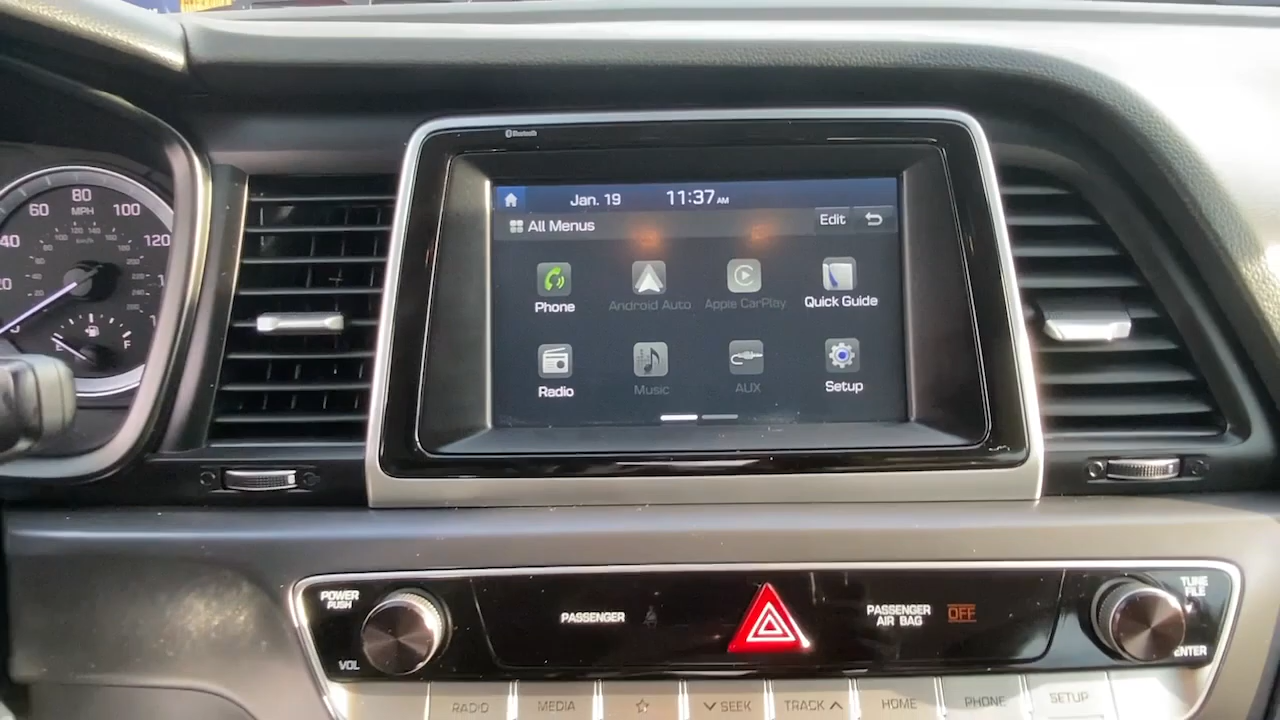 Bluetooth
Jan. 19 11:37 AM
All Menus Edit
Phone Android Auto Apple CarPlay Quick Guide
Radio Music AUX Setup
40 60 80 100 120
MPH
km/h
E F
POWER
PUSH
VOL
PASSENGER
PASSENGER
AIR BAG OFF
TUNE
FILE
ENTER
RADIO MEDIA SEEK TRACK HOME PHONE SETUP